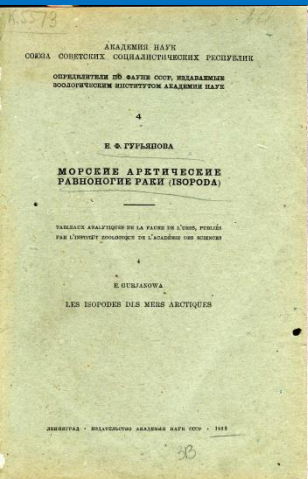 K5573
АКАДЕМИЯ НАУК
СОЮЗА СОВЕТСКИХ СОЦИАЛИСТИЧЕСКИХ РЕСПУБЛИК
ОПРЕДЕЛИТЕЛИ ПО ФАУНЕ СССР, ИЗДАВАЕМЫЕ
ЗООЛОГИЧЕСКИМ ИНСТИТУТОМ АКАДЕМИИ НАУК
4
Е. Ф. ГУРЬЯНОВА
МОРСКИЕ АРКТИЧЕСКИЕ
РАВНОНОГИЕ РАКИ (ISOPODA)
TABLEAUX ANALYTIQUES DE LA FAUNE DE L'URSS, PUBLIÉS
PAR L'INSTITUT ZOOLOGIQUE DE L'ACADÉMIE DES SCIENCES
4
E. GURJANOWA
LES ISOPODES DES MERS ARCTIQUES
ЛЕНИНГРАД · ИЗДАТЕЛЬСТВО АКАДЕМИИ НАУК СССР ·
ЗВ